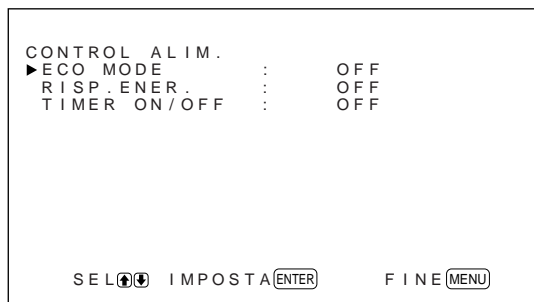 CONTROL ALIM.
▶ECO MODE : OFF
RISP.ENER. : OFF
TIMER ON/OFF : OFF
SEL⬆⬇ IMPOSTA ENTER FINE MENU